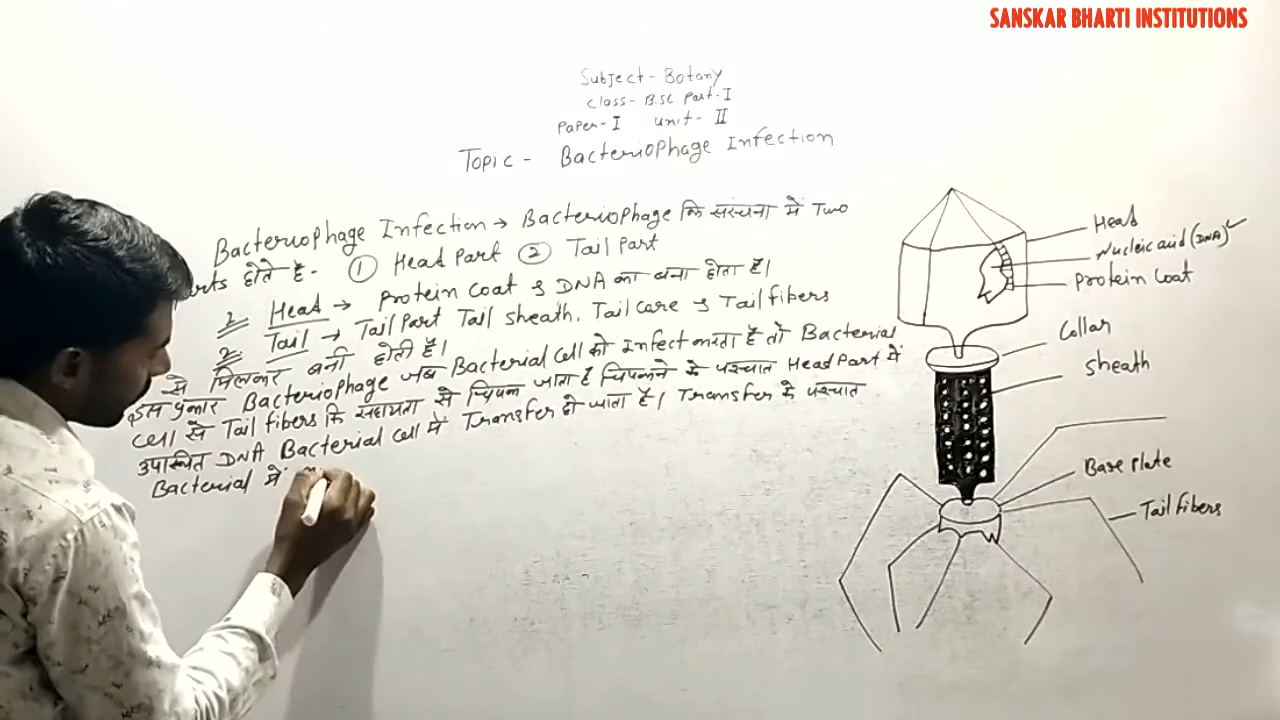 SANSKAR BHARTI INSTITUTIONS
Subject - Botany
Class - B.SC Part - I
Paper - I Unit - II
Topic - Bacteriophage Infection
Bacteriophage Infection → Bacteriophage कि संरचना में Two
arts होते है - ① Head Part ② Tail Part
1 Head → Protein Coat & DNA का बना होता है।
2 Tail → Tail Part Tail sheath, Tail care & Tail fibers
से मिलकर बनी होती है।
इस प्रकार Bacteriophage जब Bacterial Cell को Infect करता है तो Bacterial
Cell से Tail fibers कि सहायता से चिपक जाता है चिपकने के पश्चात Head Part में
उपस्थित DNA Bacterial Cell में Transfer हो जाता है। Transfer के पश्चात
Bacterial में
Head
Nucleic acid (DNA)
Protein Coat
Collar
Sheath
Base plate
Tail fibers